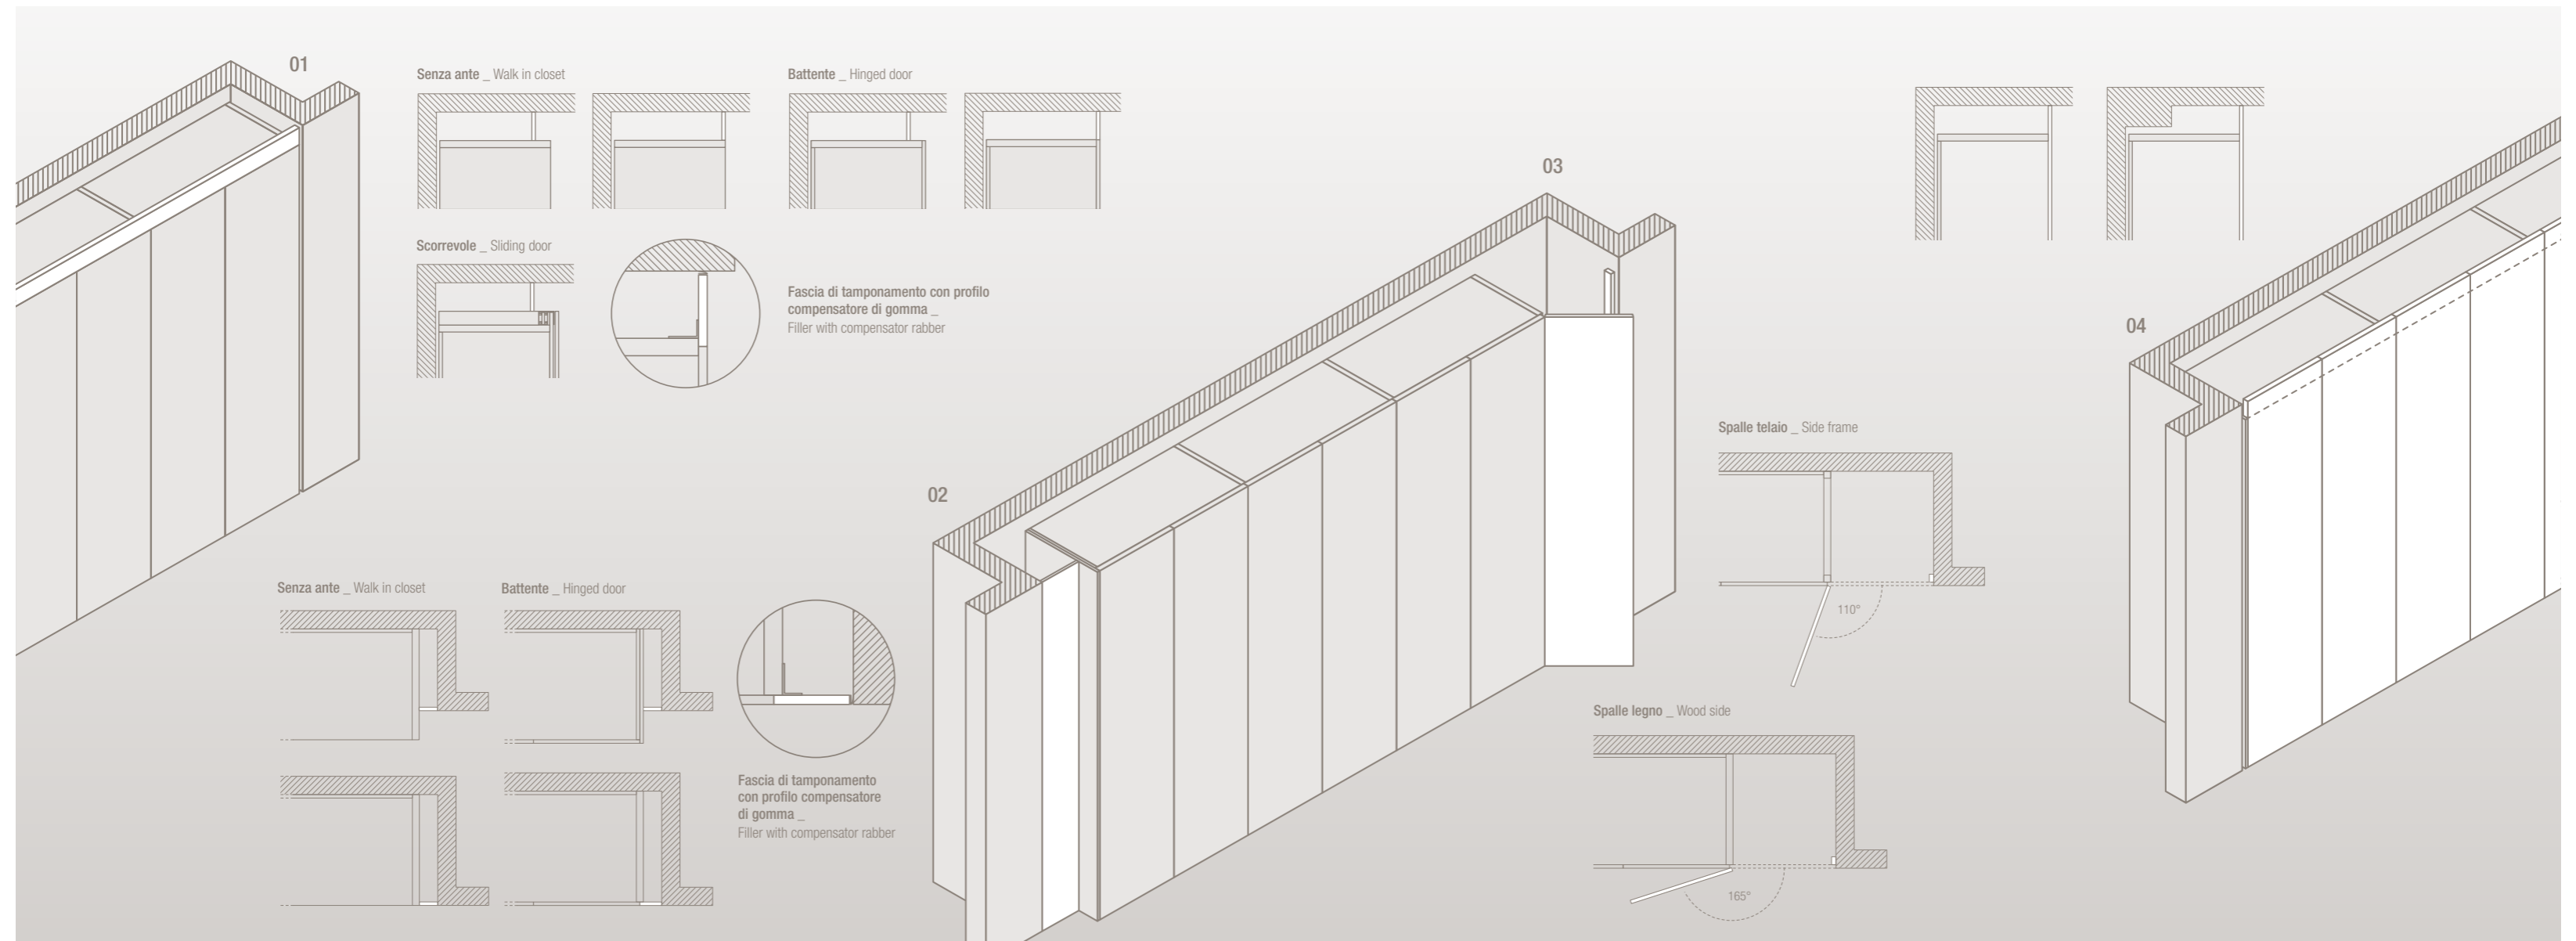 01
Senza ante _ Walk in closet
Battente _ Hinged door
Scorrevole _ Sliding door
Fascia di tamponamento con profilo
compensatore di gomma _
Filler with compensator rabber
03
04
02
Spalle telaio _ Side frame
110°
Senza ante _ Walk in closet
Battente _ Hinged door
Fascia di tamponamento
con profilo compensatore
di gomma _
Filler with compensator rabber
Spalle legno _ Wood side
165°